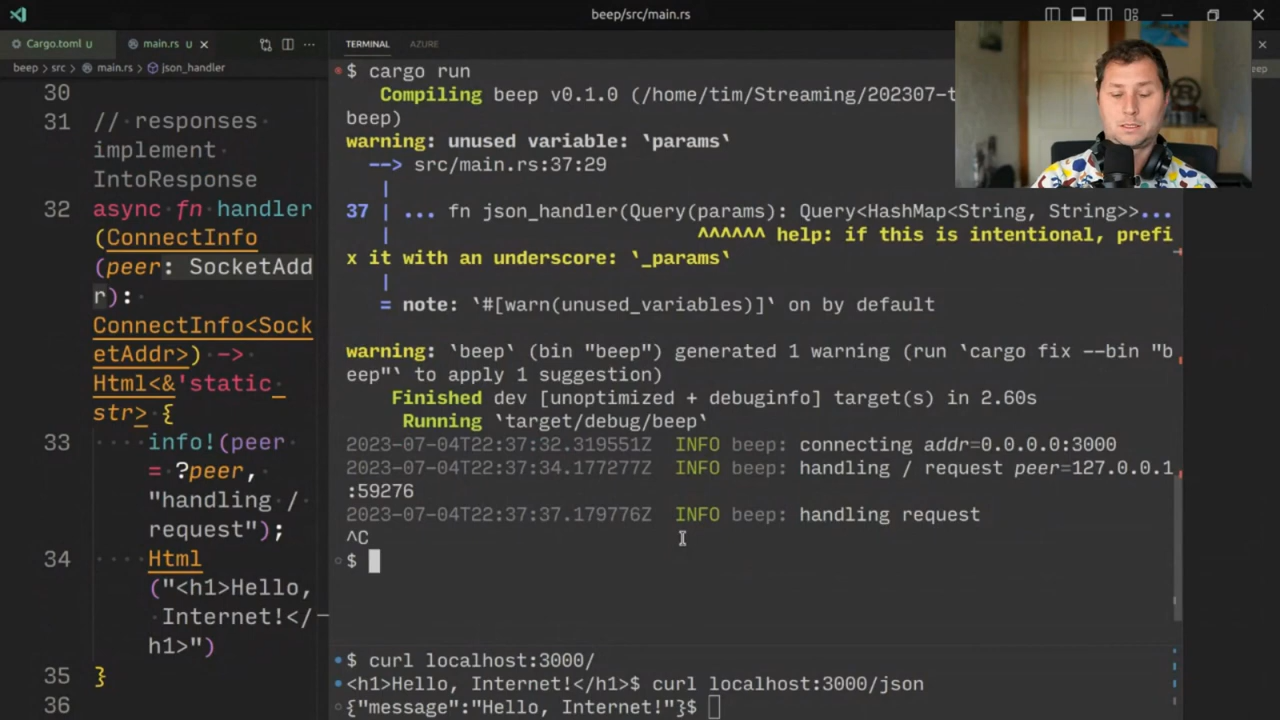 beep/src/main.rs
Cargo.toml U
main.rs U
TERMINAL AZURE
beep > src > main.rs > json_handler
30
31 // responses
implement
IntoResponse
32 async fn handler
(ConnectInfo
(peer: SocketAdd
r):
ConnectInfo<Sock
etAddr>) ->
Html<&'static
str> {
33 info!(peer
= ?peer,
"handling /
request");
34 Html
("<h1>Hello,
Internet!</
h1>")
35 }
36
$ cargo run
Compiling beep v0.1.0 (/home/tim/Streaming/202307-t
beep)
warning: unused variable: `params`
--> src/main.rs:37:29
|
37 | ... fn json_handler(Query(params): Query<HashMap<String, String>>...
| ^^^^^^ help: if this is intentional, prefi
x it with an underscore: `_params`
|
= note: `#[warn(unused_variables)]` on by default
warning: `beep` (bin "beep") generated 1 warning (run `cargo fix --bin "b
eep"` to apply 1 suggestion)
Finished dev [unoptimized + debuginfo] target(s) in 2.60s
Running `target/debug/beep`
2023-07-04T22:37:32.319551Z INFO beep: connecting addr=0.0.0.0:3000
2023-07-04T22:37:34.177277Z INFO beep: handling / request peer=127.0.0.1
:59276
2023-07-04T22:37:37.179776Z INFO beep: handling request
^C
$
$ curl localhost:3000/
<h1>Hello, Internet!</h1>$ curl localhost:3000/json
{"message":"Hello, Internet!"}$
eep